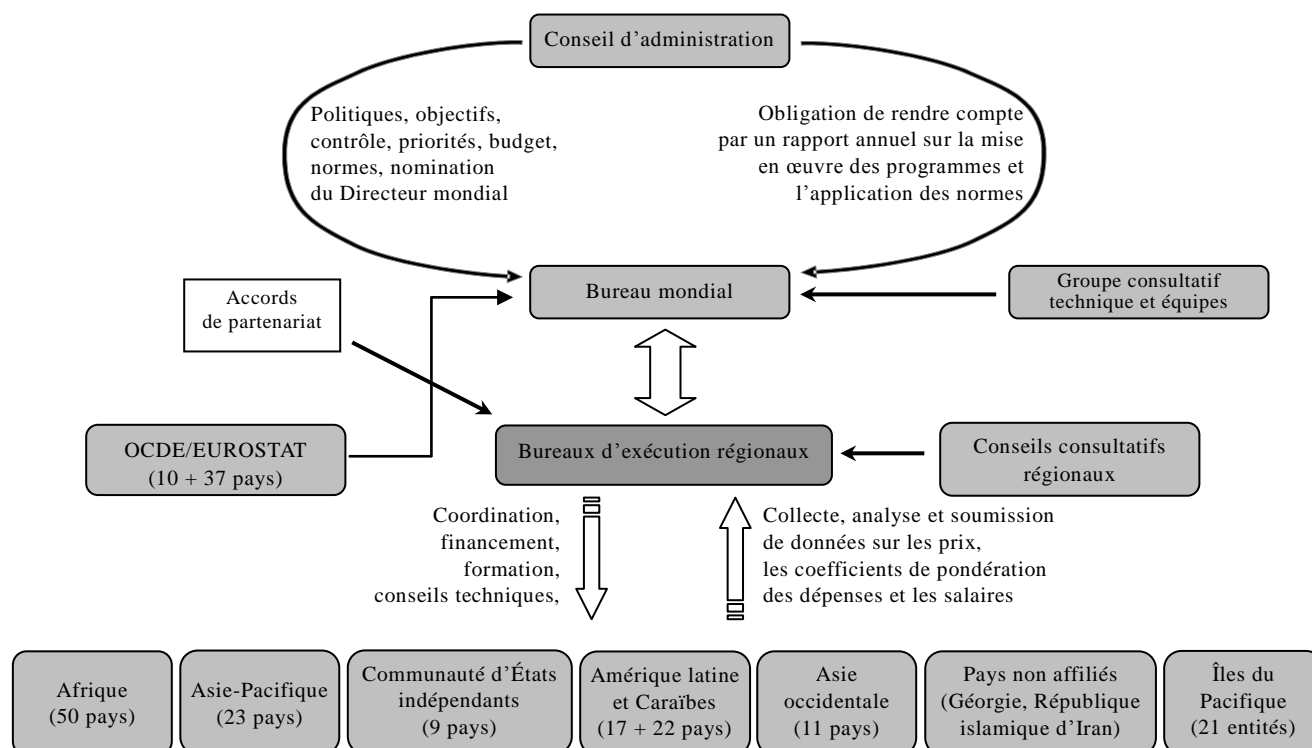 Conseil d’administration
Politiques, objectifs,
contrôle, priorités, budget,
normes, nomination
du Directeur mondial
Obligation de rendre compte
par un rapport annuel sur la mise
en œuvre des programmes et
l’application des normes
Accords
de partenariat
Bureau mondial
Groupe consultatif
technique et équipes
OCDE/EUROSTAT
(10 + 37 pays)
Bureaux d’exécution régionaux
Conseils consultatifs
régionaux
Coordination,
financement,
formation,
conseils techniques,
Collecte, analyse et soumission
de données sur les prix,
les coefficients de pondération
des dépenses et les salaires
Afrique
(50 pays)
Asie-Pacifique
(23 pays)
Communauté d’États
indépendants
(9 pays)
Amérique latine
et Caraïbes
(17 + 22 pays)
Asie
occidentale
(11 pays)
Pays non affiliés
(Géorgie, République
islamique d’Iran)
Îles du
Pacifique
(21 entités)